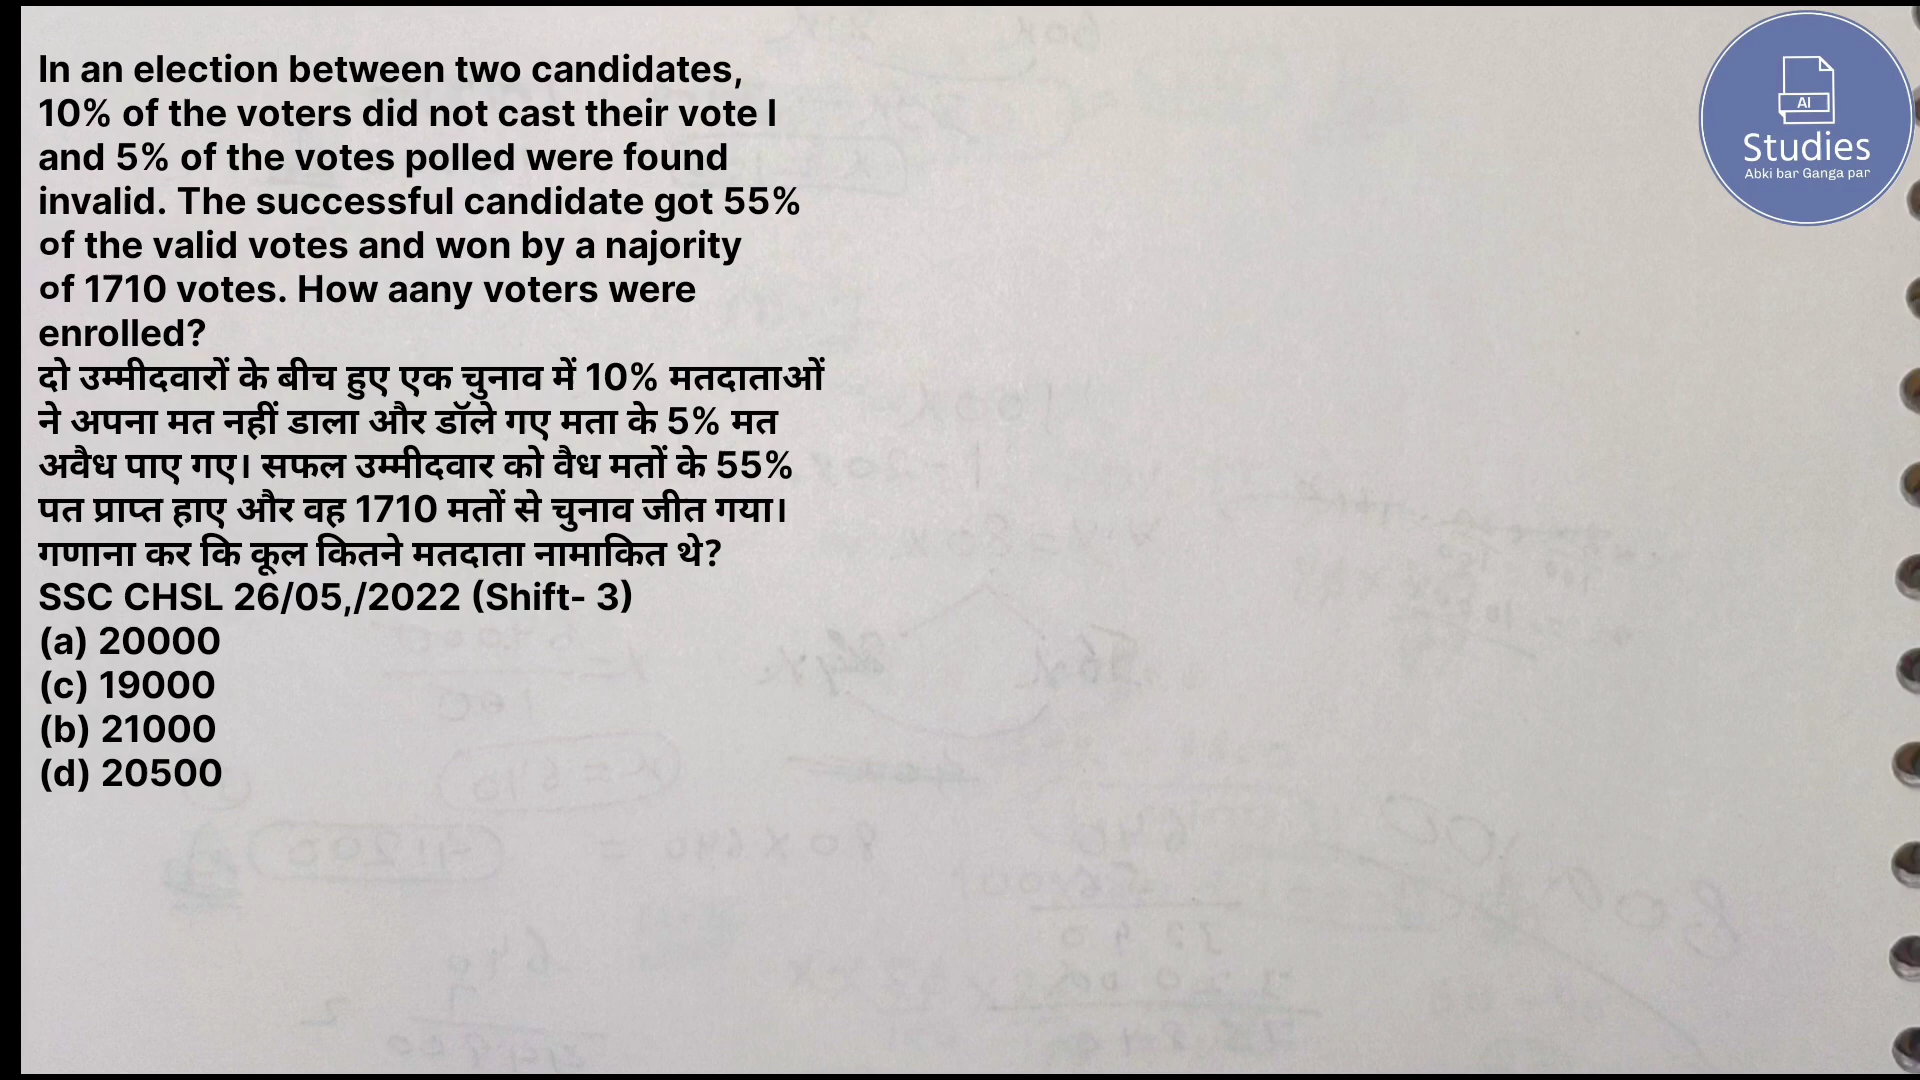 In an election between two candidates,
10% of the voters did not cast their vote I
and 5% of the votes polled were found
invalid. The successful candidate got 55%
of the valid votes and won by a najority
of 1710 votes. How aany voters were
enrolled?
दो उम्मीदवारों के बीच हुए एक चुनाव में 10% मतदाताओं
ने अपना मत नहीं डाला और डॉले गए मता के 5% मत
अवैध पाए गए। सफल उम्मीदवार को वैध मतों के 55%
पत प्राप्त हाए और वह 1710 मतों से चुनाव जीत गया।
गणाना कर कि कूल कितने मतदाता नामाकित थे?
SSC CHSL 26/05,/2022 (Shift- 3)
(a) 20000
(c) 19000
(b) 21000
(d) 20500
AI
Studies
Abki bar Ganga par